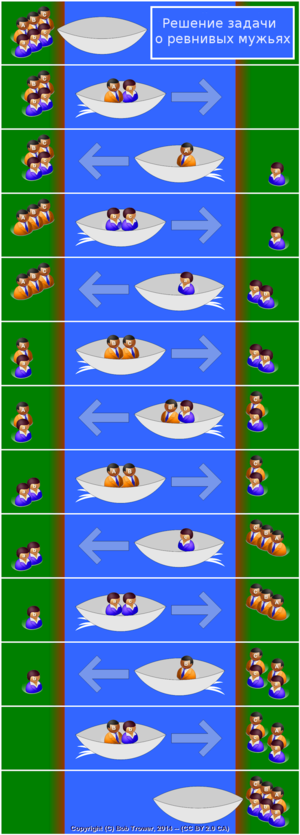 Решение задачи
о ревнивых мужьях
Copyright (C) Bob Trower, 2014 -- (CC BY 2.0 CA)